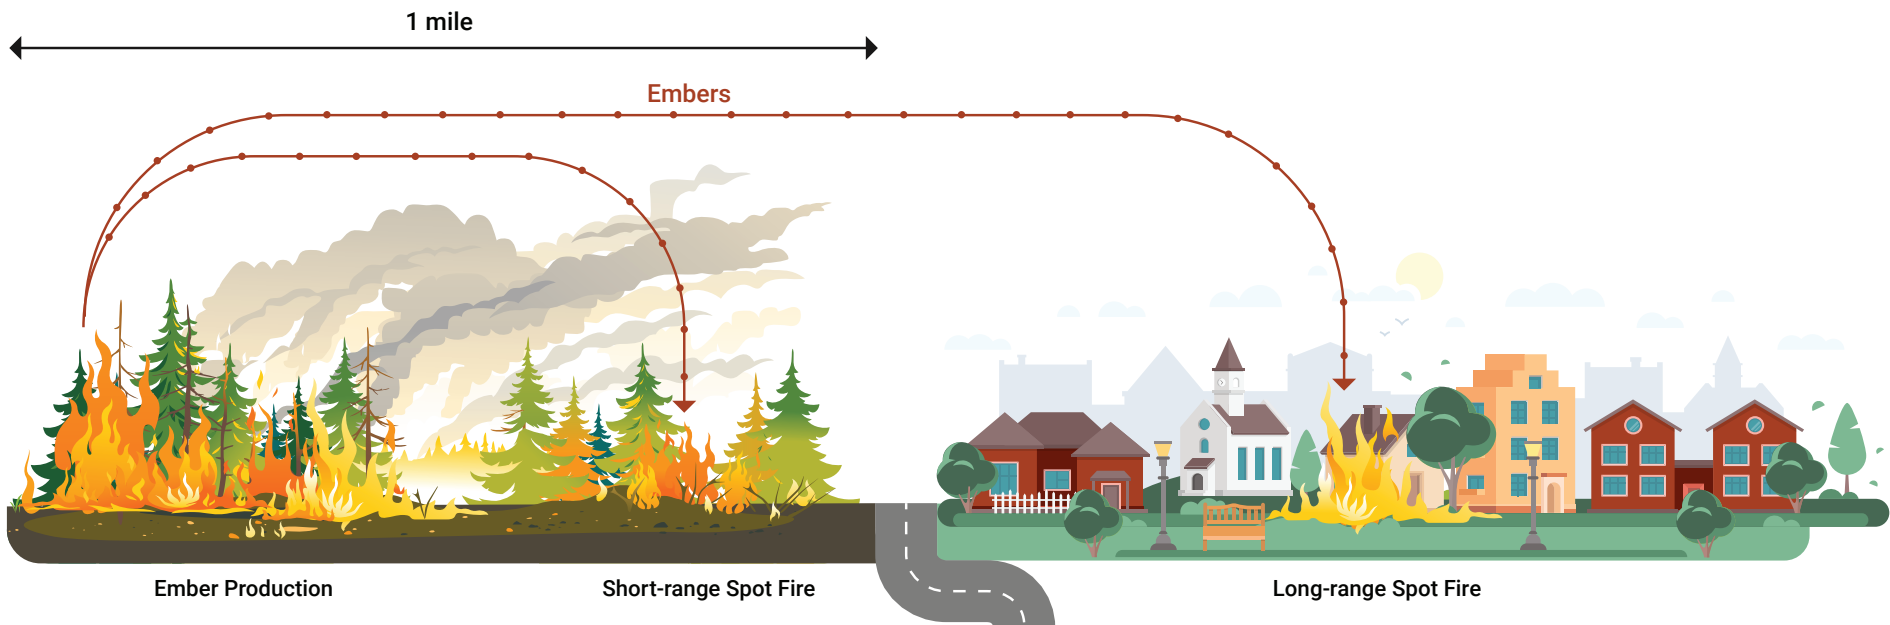 1 mile
Embers
Ember Production
Short-range Spot Fire
Long-range Spot Fire